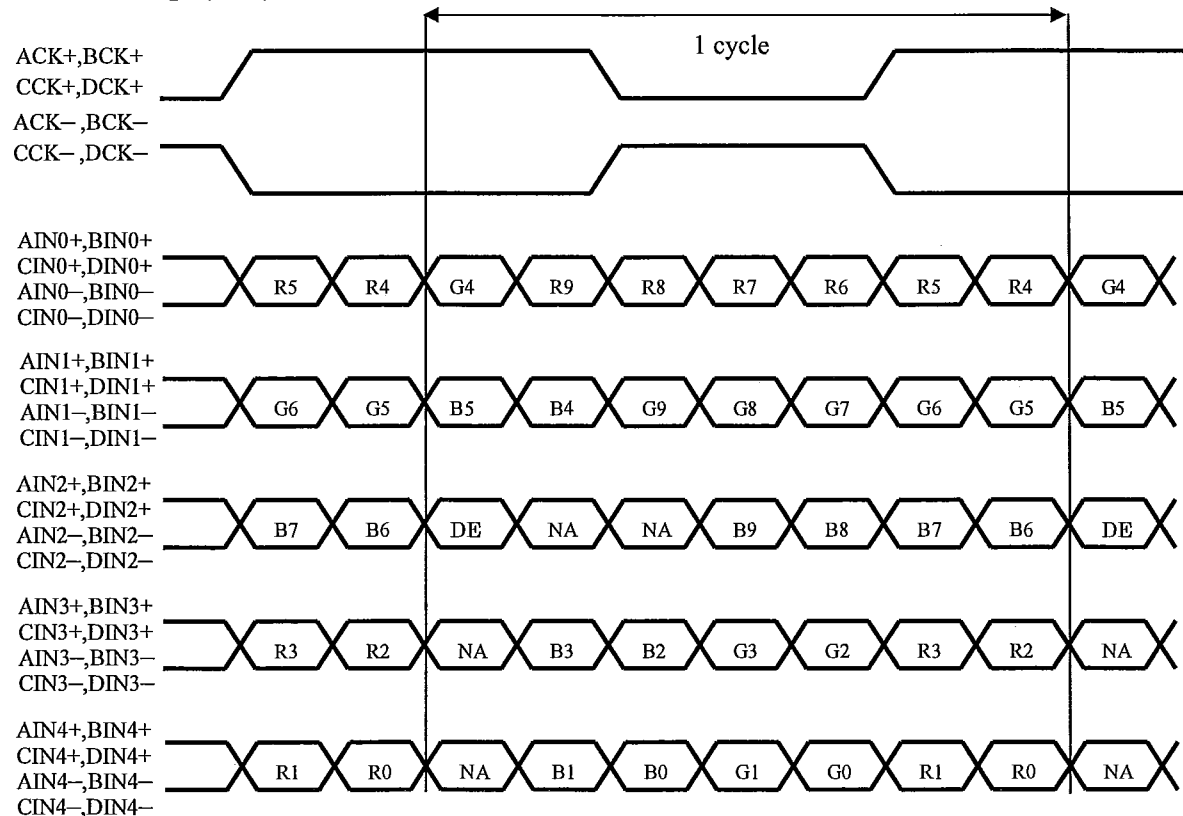 1 cycle
ACK+,BCK+
CCK+,DCK+
ACK−,BCK−
CCK−,DCK−
AIN0+,BIN0+
CIN0+,DIN0+
AIN0−,BIN0−
CIN0−,DIN0−
R5 R4 G4 R9 R8 R7 R6 R5 R4 G4
AIN1+,BIN1+
CIN1+,DIN1+
AIN1−,BIN1−
CIN1−,DIN1−
G6 G5 B5 B4 G9 G8 G7 G6 G5 B5
AIN2+,BIN2+
CIN2+,DIN2+
AIN2−,BIN2−
CIN2−,DIN2−
B7 B6 DE NA NA B9 B8 B7 B6 DE
AIN3+,BIN3+
CIN3+,DIN3+
AIN3−,BIN3−
CIN3−,DIN3−
R3 R2 NA B3 B2 G3 G2 R3 R2 NA
AIN4+,BIN4+
CIN4+,DIN4+
AIN4−,BIN4−
CIN4−,DIN4−
R1 R0 NA B1 B0 G1 G0 R1 R0 NA